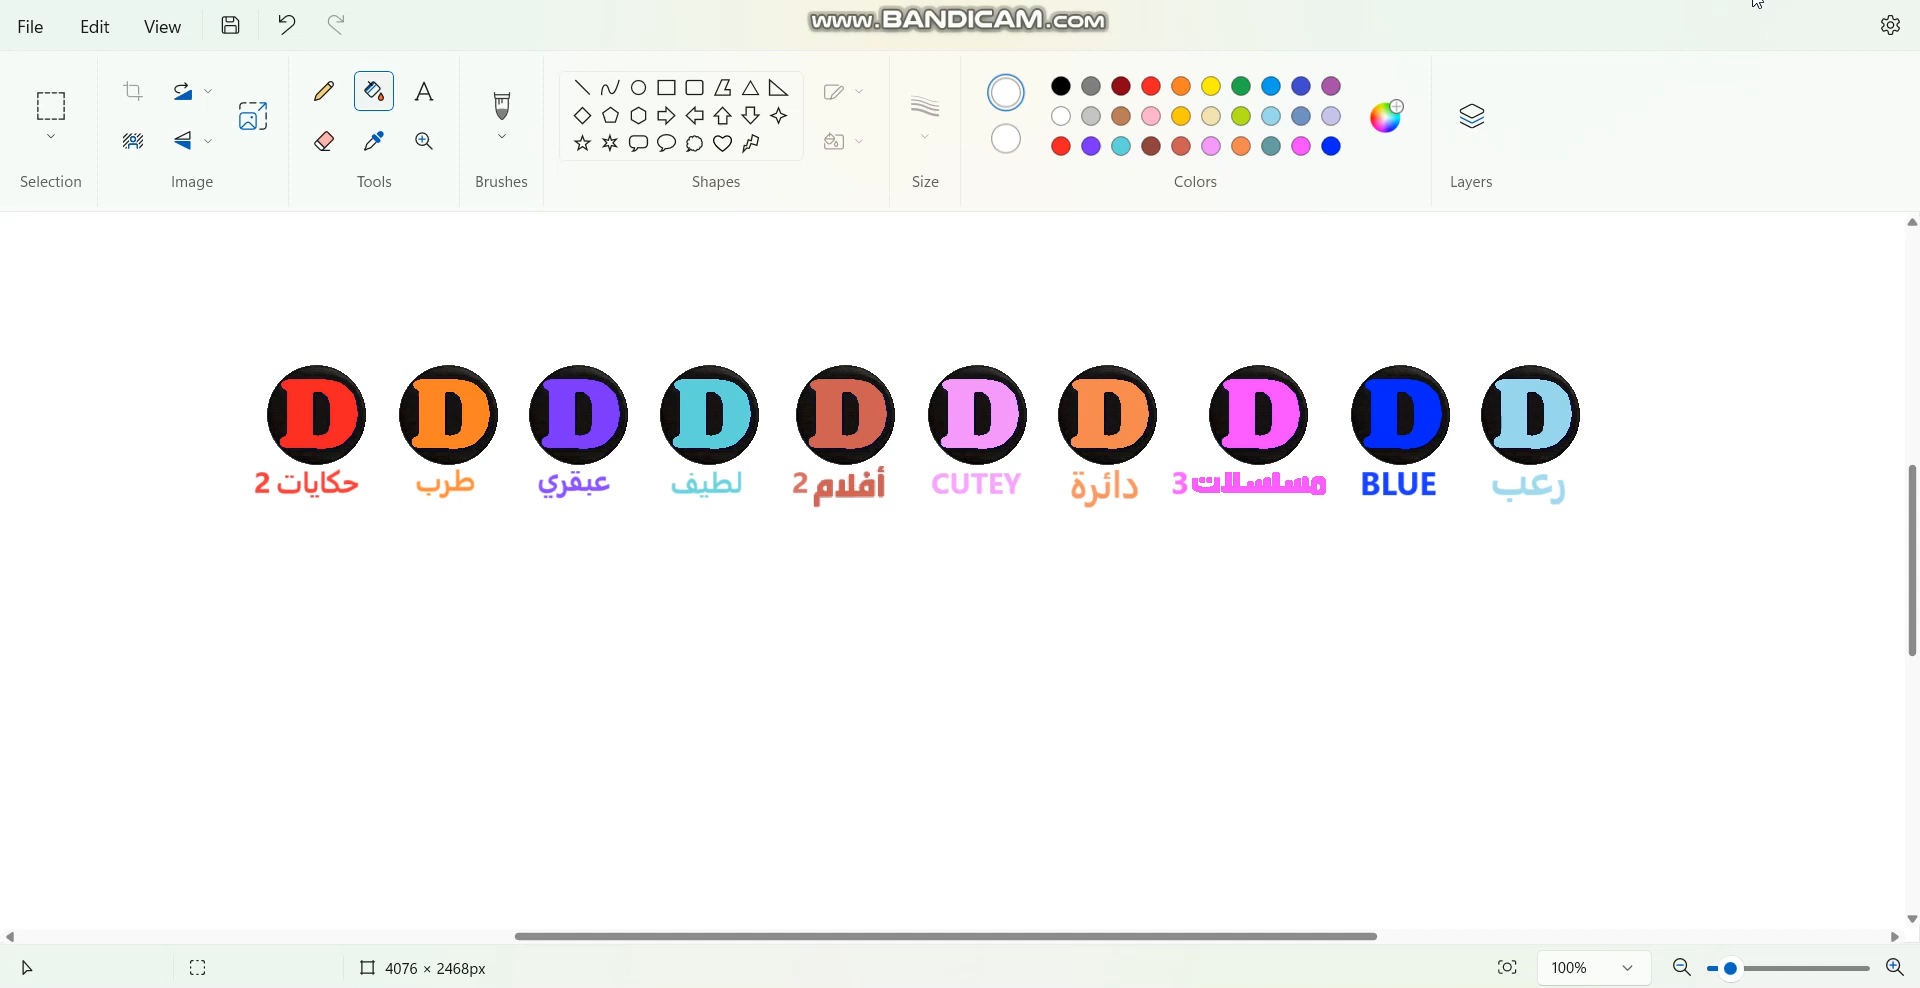 www.BANDICAM.com
File Edit View
Selection Image Tools Brushes Shapes Size Colors Layers
D D D D D D D D D D
حكايات 2 طرب عبقري لطيف أفلام 2 CUTEY دائرة مسلسلات 3 BLUE رعب
4076 × 2468px 100%